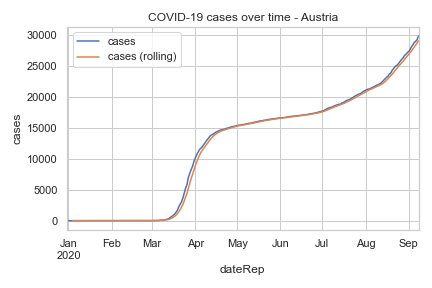 COVID-19 cases over time - Austria
cases
cases (rolling)
30000
25000
20000
15000
10000
5000
0
cases
Jan Feb Mar Apr May Jun Jul Aug Sep
2020
dateRep